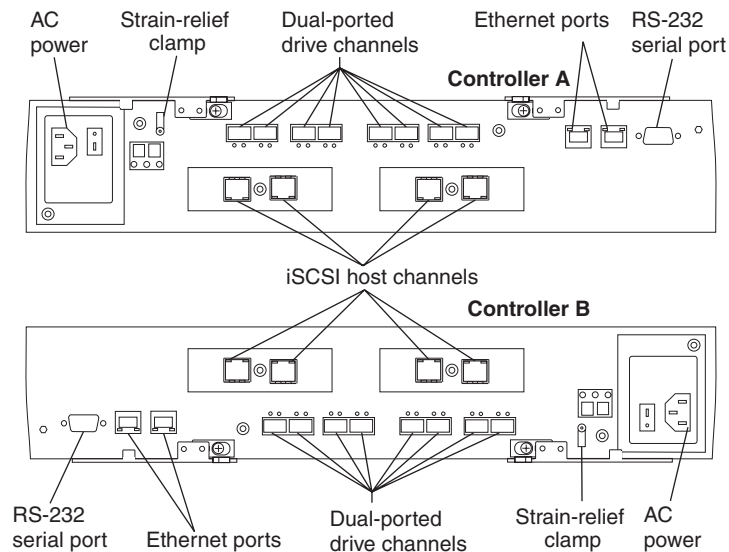 AC
power
Strain-relief
clamp
Dual-ported
drive channels
Ethernet ports
RS-232
serial port
Controller A
iSCSI host channels
Controller B
RS-232
serial port
Ethernet ports
Dual-ported
drive channels
Strain-relief
clamp
AC
power